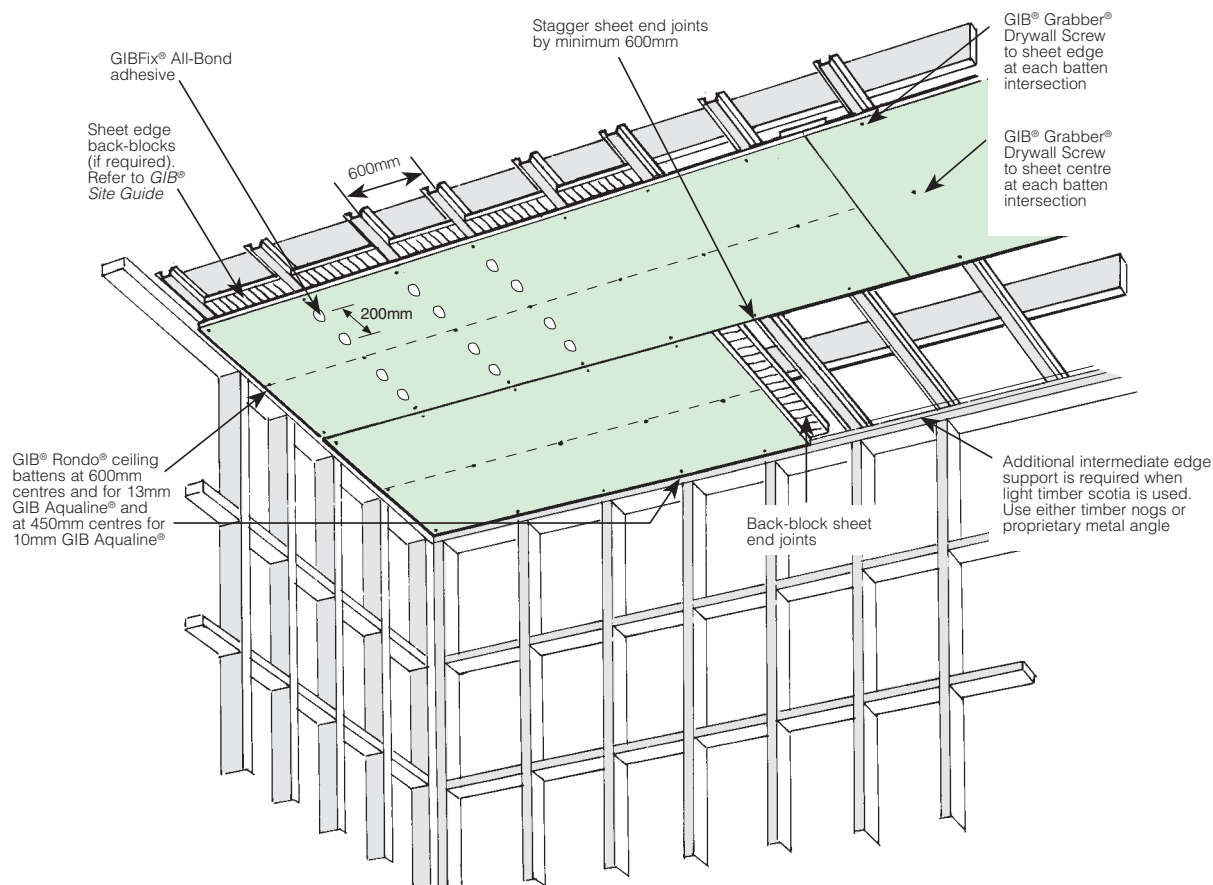 Stagger sheet end joints
by minimum 600mm
GIB® Grabber®
Drywall Screw
to sheet edge
at each batten
intersection
GIBFix® All-Bond
adhesive
Sheet edge
back-blocks
(if required).
Refer to GIB®
Site Guide
600mm
GIB® Grabber®
Drywall Screw
to sheet centre
at each batten
intersection
200mm
GIB® Rondo® ceiling
battens at 600mm
centres and for 13mm
GIB Aqualine® and
at 450mm centres for
10mm GIB Aqualine®
Back-block sheet
end joints
Additional intermediate edge
support is required when
light timber scotia is used.
Use either timber nogs or
proprietary metal angle